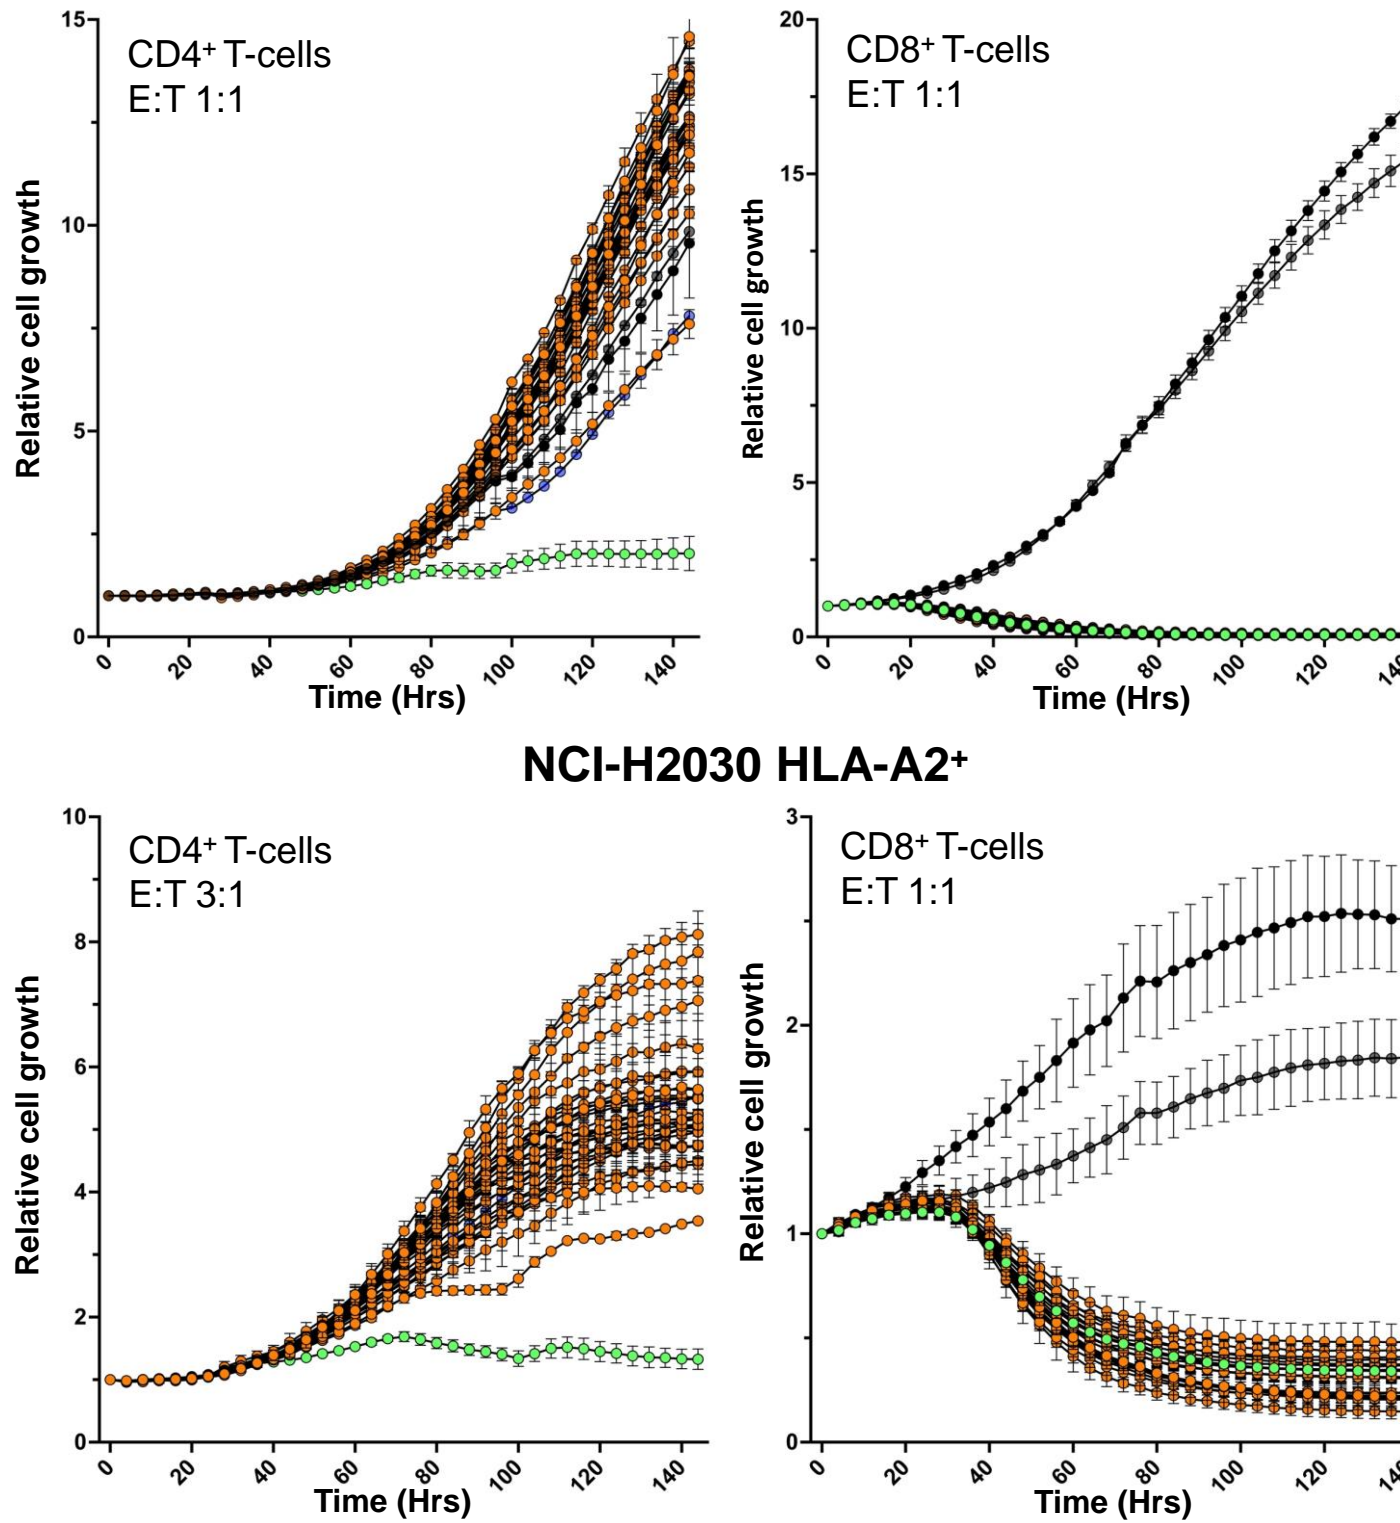 15
10
5
0
CD4+ T-cells
E:T 1:1
Relative cell growth
0 20 40 60 80 100 120 140
Time (Hrs)
20
15
10
5
0
CD8+ T-cells
E:T 1:1
Relative cell growth
0 20 40 60 80 100 120
Time (Hrs)
NCI-H2030 HLA-A2+
10
8
6
4
2
0
CD4+ T-cells
E:T 3:1
Relative cell growth
0 20 40 60 80 100 120 140
Time (Hrs)
3
2
1
0
CD8+ T-cells
E:T 1:1
Relative cell growth
0 20 40 60 80 100 120
Time (Hrs)